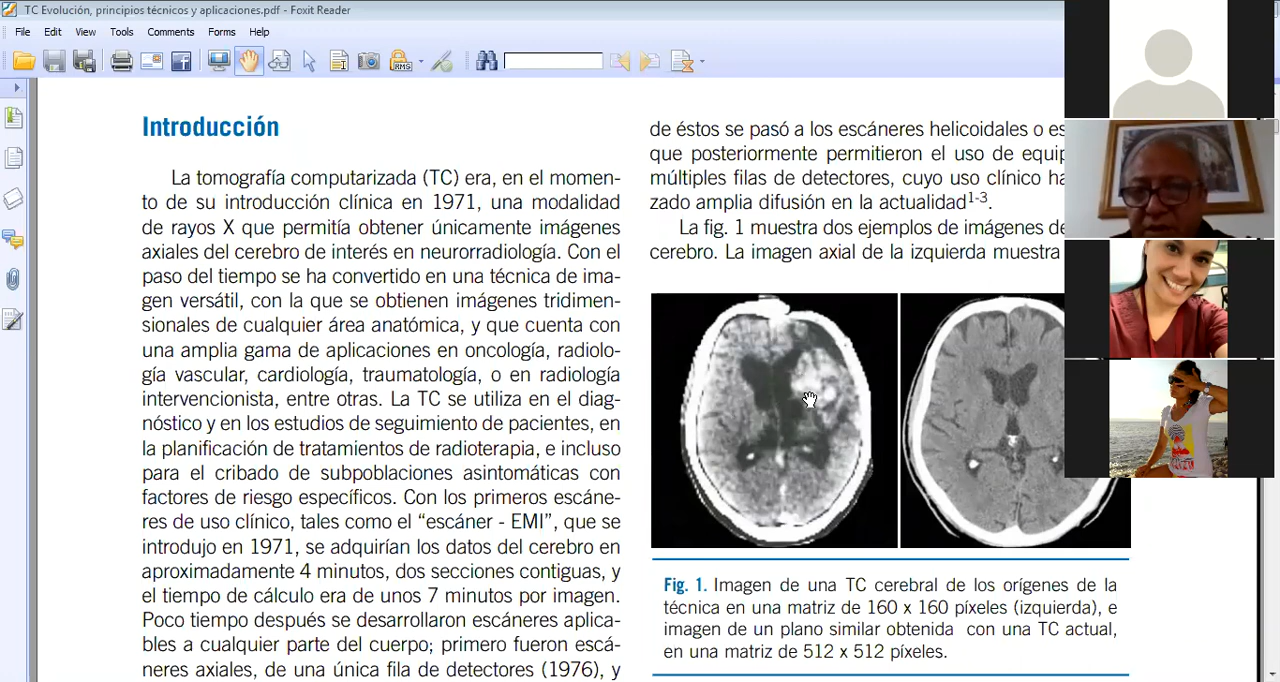 TC Evolución, principios técnicos y aplicaciones.pdf - Foxit Reader
File Edit View Tools Comments Forms Help
RMS
Introducción
La tomografía computarizada (TC) era, en el momen-
to de su introducción clínica en 1971, una modalidad
de rayos X que permitía obtener únicamente imágenes
axiales del cerebro de interés en neurorradiología. Con el
paso del tiempo se ha convertido en una técnica de ima-
gen versátil, con la que se obtienen imágenes tridimen-
sionales de cualquier área anatómica, y que cuenta con
una amplia gama de aplicaciones en oncología, radiolo-
gía vascular, cardiología, traumatología, o en radiología
intervencionista, entre otras. La TC se utiliza en el diag-
nóstico y en los estudios de seguimiento de pacientes, en
la planificación de tratamientos de radioterapia, e incluso
para el cribado de subpoblaciones asintomáticas con
factores de riesgo específicos. Con los primeros escáne-
res de uso clínico, tales como el “escáner - EMI”, que se
introdujo en 1971, se adquirían los datos del cerebro en
aproximadamente 4 minutos, dos secciones contiguas, y
el tiempo de cálculo era de unos 7 minutos por imagen.
Poco tiempo después se desarrollaron escáneres aplica-
bles a cualquier parte del cuerpo; primero fueron escá-
neres axiales, de una única fila de detectores (1976), y
de éstos se pasó a los escáneres helicoidales o es
que posteriormente permitieron el uso de equip
múltiples filas de detectores, cuyo uso clínico ha
zado amplia difusión en la actualidad1-3.
La fig. 1 muestra dos ejemplos de imágenes de
cerebro. La imagen axial de la izquierda muestra
Fig. 1. Imagen de una TC cerebral de los orígenes de la
técnica en una matriz de 160 x 160 píxeles (izquierda), e
imagen de un plano similar obtenida con una TC actual,
en una matriz de 512 x 512 píxeles.